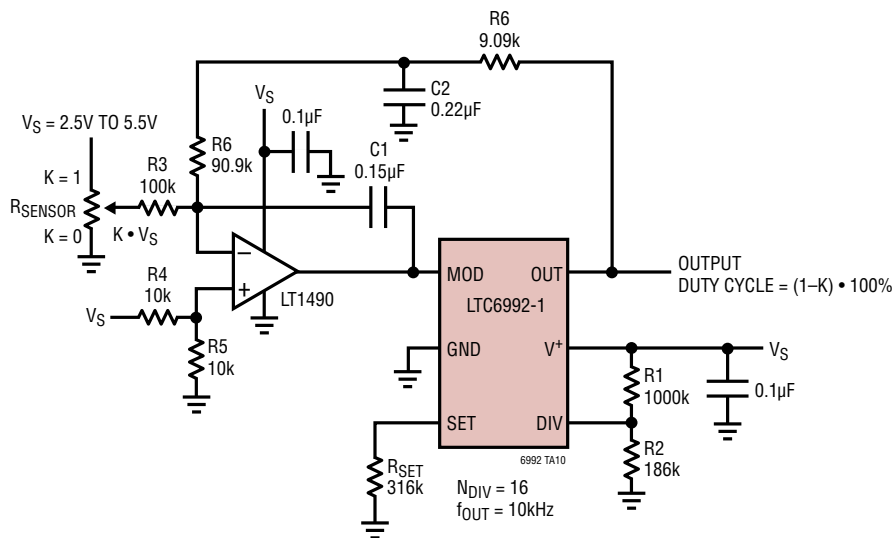 R6
9.09k
C2
0.22µF
VS
0.1µF
VS = 2.5V TO 5.5V
R6
90.9k
C1
0.15µF
K = 1
R3
100k
RSENSOR
K = 0
K • VS
R4
10k
−
+
LT1490
VS
R5
10k
MOD
OUT
LTC6992-1
GND
V+
SET
DIV
OUTPUT
DUTY CYCLE = (1–K) • 100%
VS
R1
1000k
0.1µF
R2
186k
6992 TA10
RSET
316k
NDIV = 16
fOUT = 10kHz